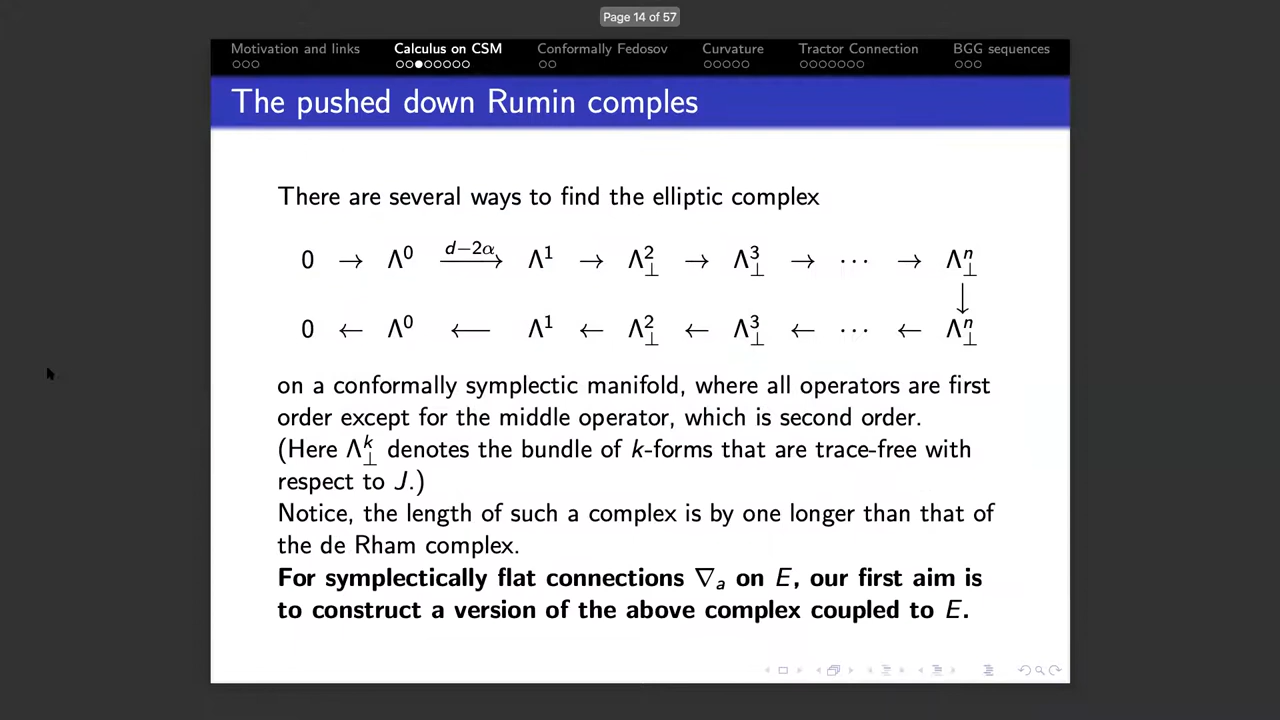 Page 14 of 57
Motivation and links Calculus on CSM Conformally Fedosov Curvature Tractor Connection BGG sequences
The pushed down Rumin comples
There are several ways to find the elliptic complex
0 → Λ⁰ —d−2α→ Λ¹ → Λ²⊥ → Λ³⊥ → ⋯ → Λⁿ⊥
↓
0 ← Λ⁰ ⟵ Λ¹ ← Λ²⊥ ← Λ³⊥ ← ⋯ ← Λⁿ⊥
on a conformally symplectic manifold, where all operators are first
order except for the middle operator, which is second order.
(Here Λᵏ⊥ denotes the bundle of k-forms that are trace-free with
respect to J.)
Notice, the length of such a complex is by one longer than that of
the de Rham complex.
For symplectically flat connections ∇ₐ on E, our first aim is
to construct a version of the above complex coupled to E.